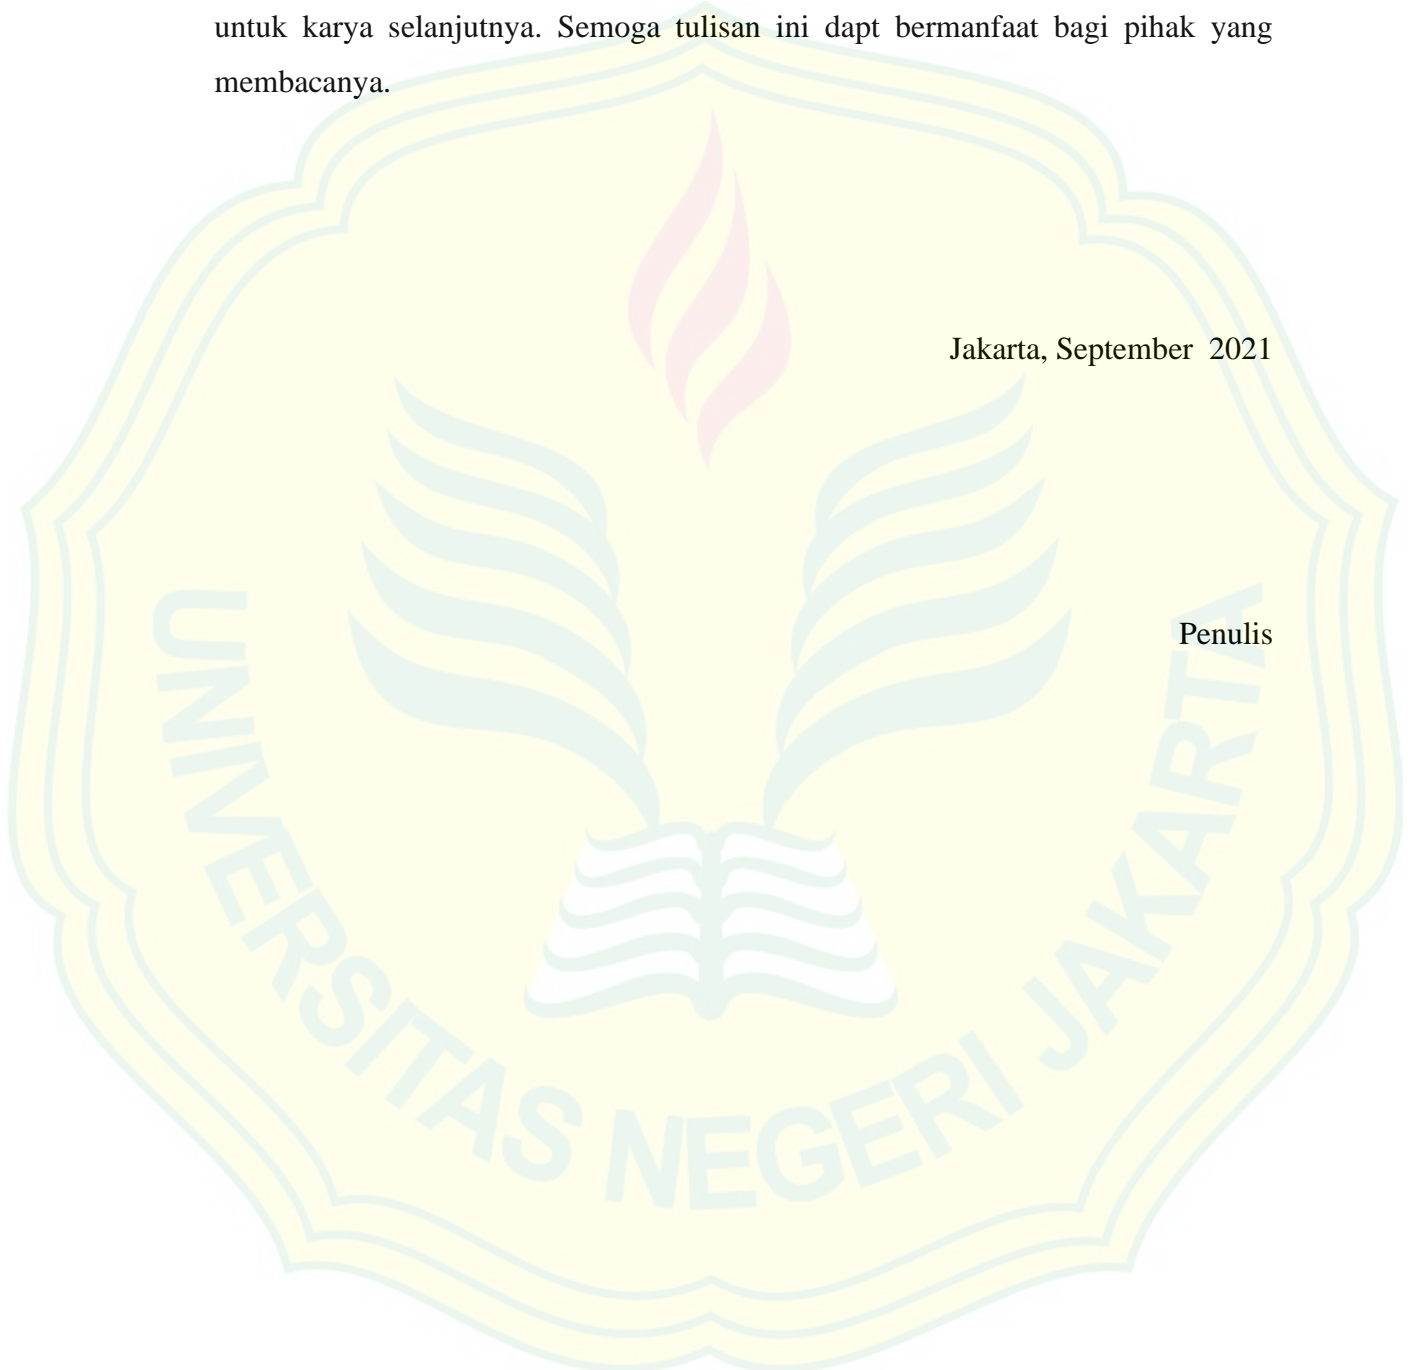 untuk karya selanjutnya. Semoga tulisan ini dapt bermanfaat bagi pihak yang
membacanya.
Jakarta, September 2021
Penulis
UNIVERSITAS NEGERI JAKARTA